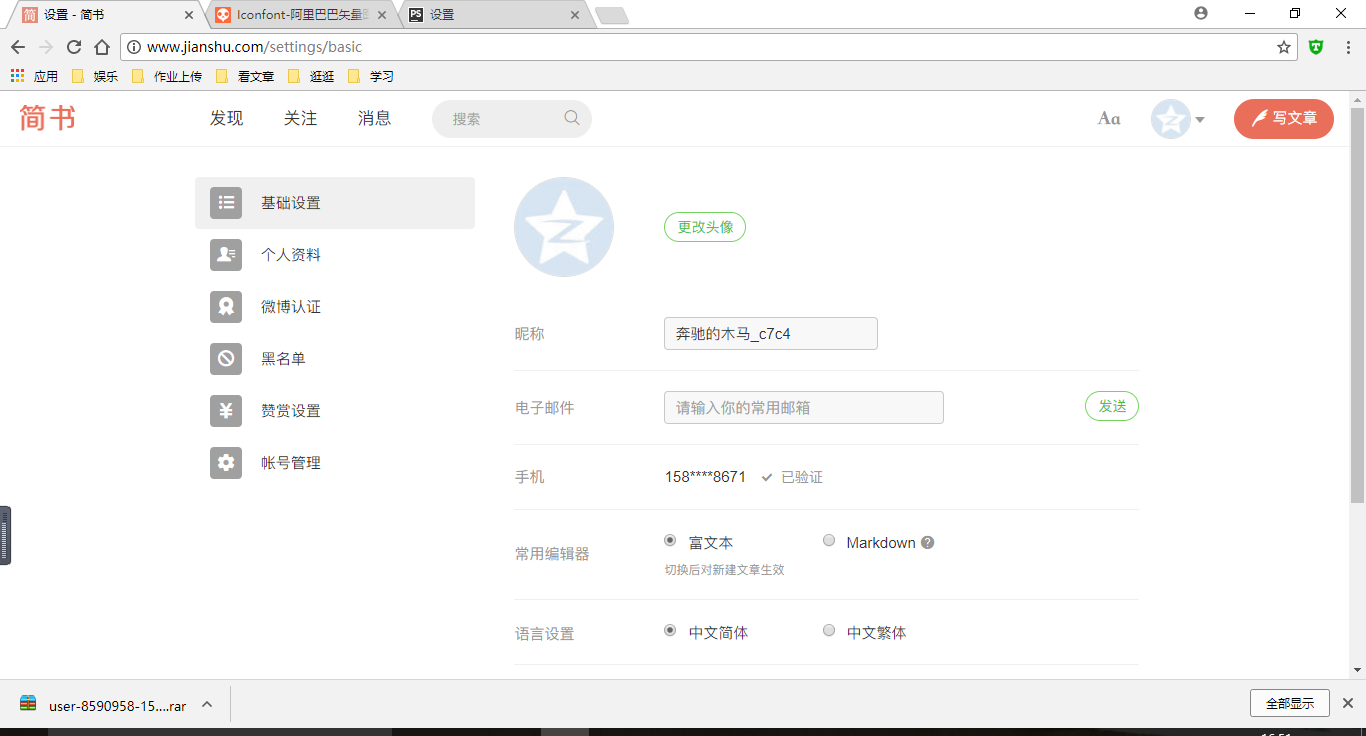 设置 - 简书
Iconfont-阿里巴巴矢量
设置
www.jianshu.com/settings/basic
应用 娱乐 作业上传 看文章 逛逛 学习
简书 发现 关注 消息 搜索 Aa 写文章
基础设置
个人资料
微博认证
黑名单
赞赏设置
帐号管理
更改头像
昵称 奔驰的木马_c7c4
电子邮件 请输入你的常用邮箱 发送
手机 158****8671 已验证
常用编辑器 富文本 Markdown
切换后对新建文章生效
语言设置 中文简体 中文繁体
user-8590958-15....rar 全部显示